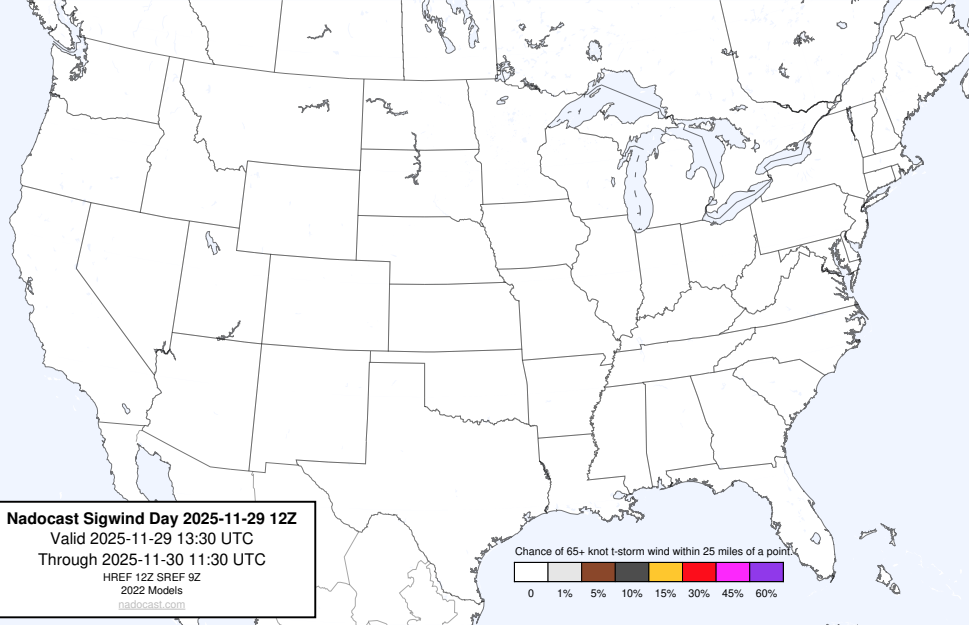 Nadocast Sigwind Day 2025-11-29 12Z
Valid 2025-11-29 13:30 UTC
Through 2025-11-30 11:30 UTC
HREF 12Z SREF 9Z
2022 Models
nadocast.com
Chance of 65+ knot t-storm wind within 25 miles of a point.
0 1% 5% 10% 15% 30% 45% 60%